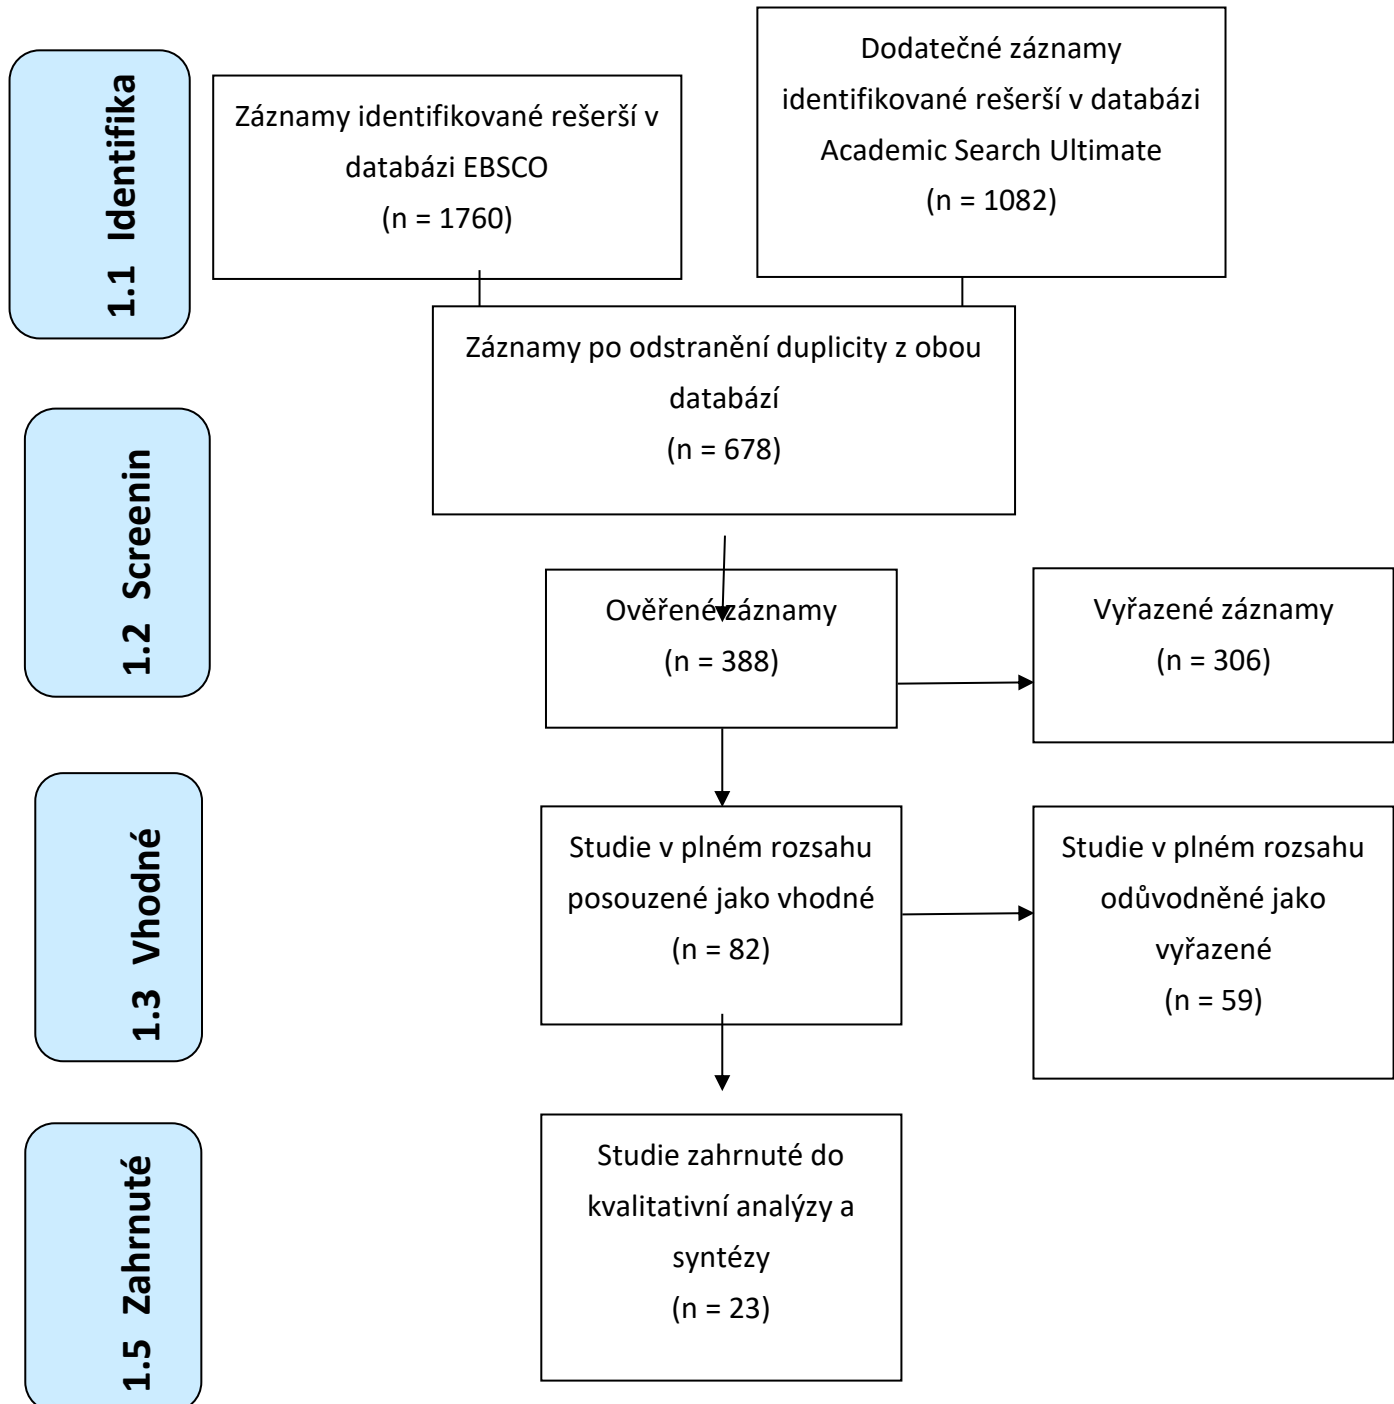 1.1 Identifika
Záznamy identifikované rešerší v
databázi EBSCO
(n = 1760)
Dodatečné záznamy
identifikované rešerší v databázi
Academic Search Ultimate
(n = 1082)
Záznamy po odstranění duplicity z obou
databází
(n = 678)
1.2 Screenin
Ověřené záznamy
(n = 388)
Vyřazené záznamy
(n = 306)
1.3 Vhodné
Studie v plném rozsahu
posouzené jako vhodné
(n = 82)
Studie v plném rozsahu
odůvodněné jako
vyřazené
(n = 59)
1.5 Zahrnuté
Studie zahrnuté do
kvalitativní analýzy a
syntézy
(n = 23)